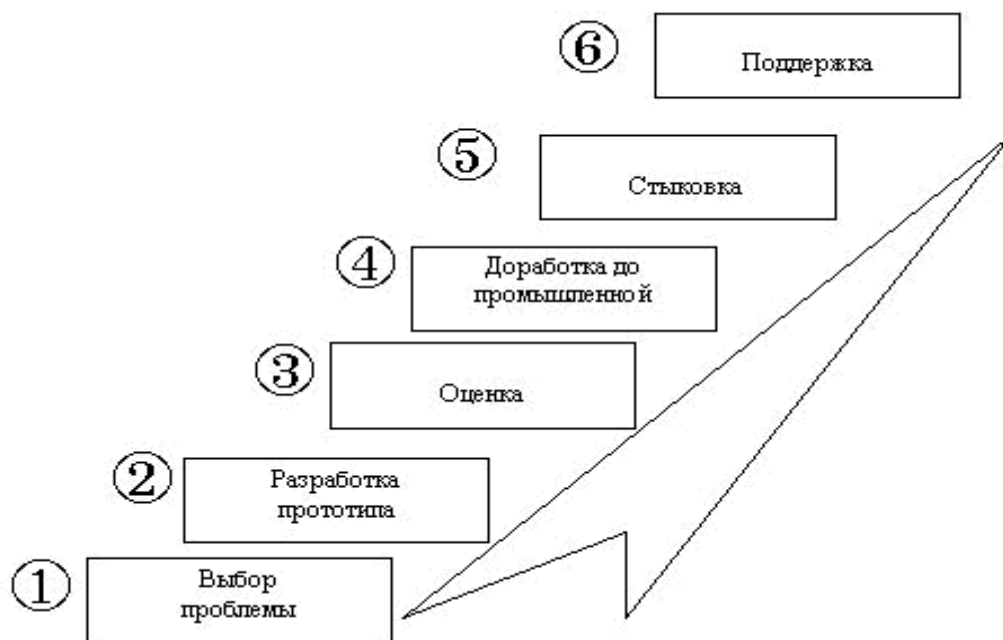 ⑥
Поддержка
⑤
Стыковка
④
Доработка до
промышленной
③
Оценка
②
Разработка
прототипа
①
Выбор
проблемы